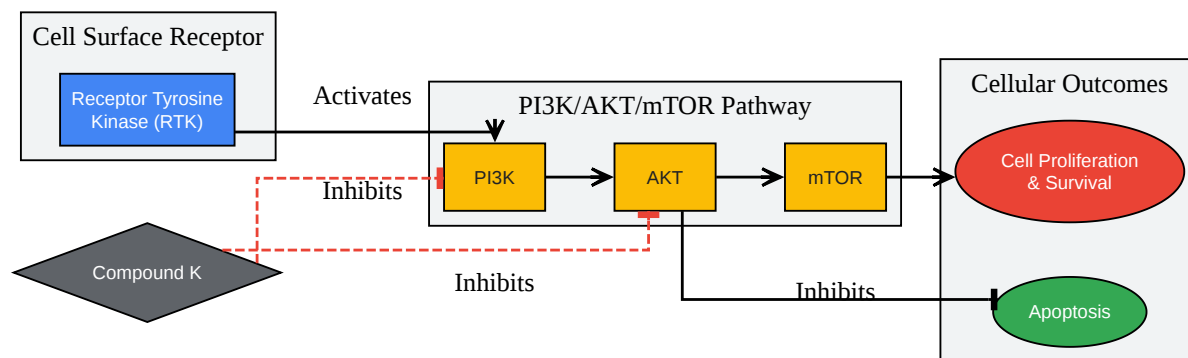 Cell Surface Receptor
Receptor Tyrosine
Kinase (RTK)
Activates
PI3K/AKT/mTOR Pathway
Cellular Outcomes
PI3K
AKT
mTOR
Cell Proliferation
& Survival
Inhibits
Compound K
Inhibits
Inhibits
Apoptosis